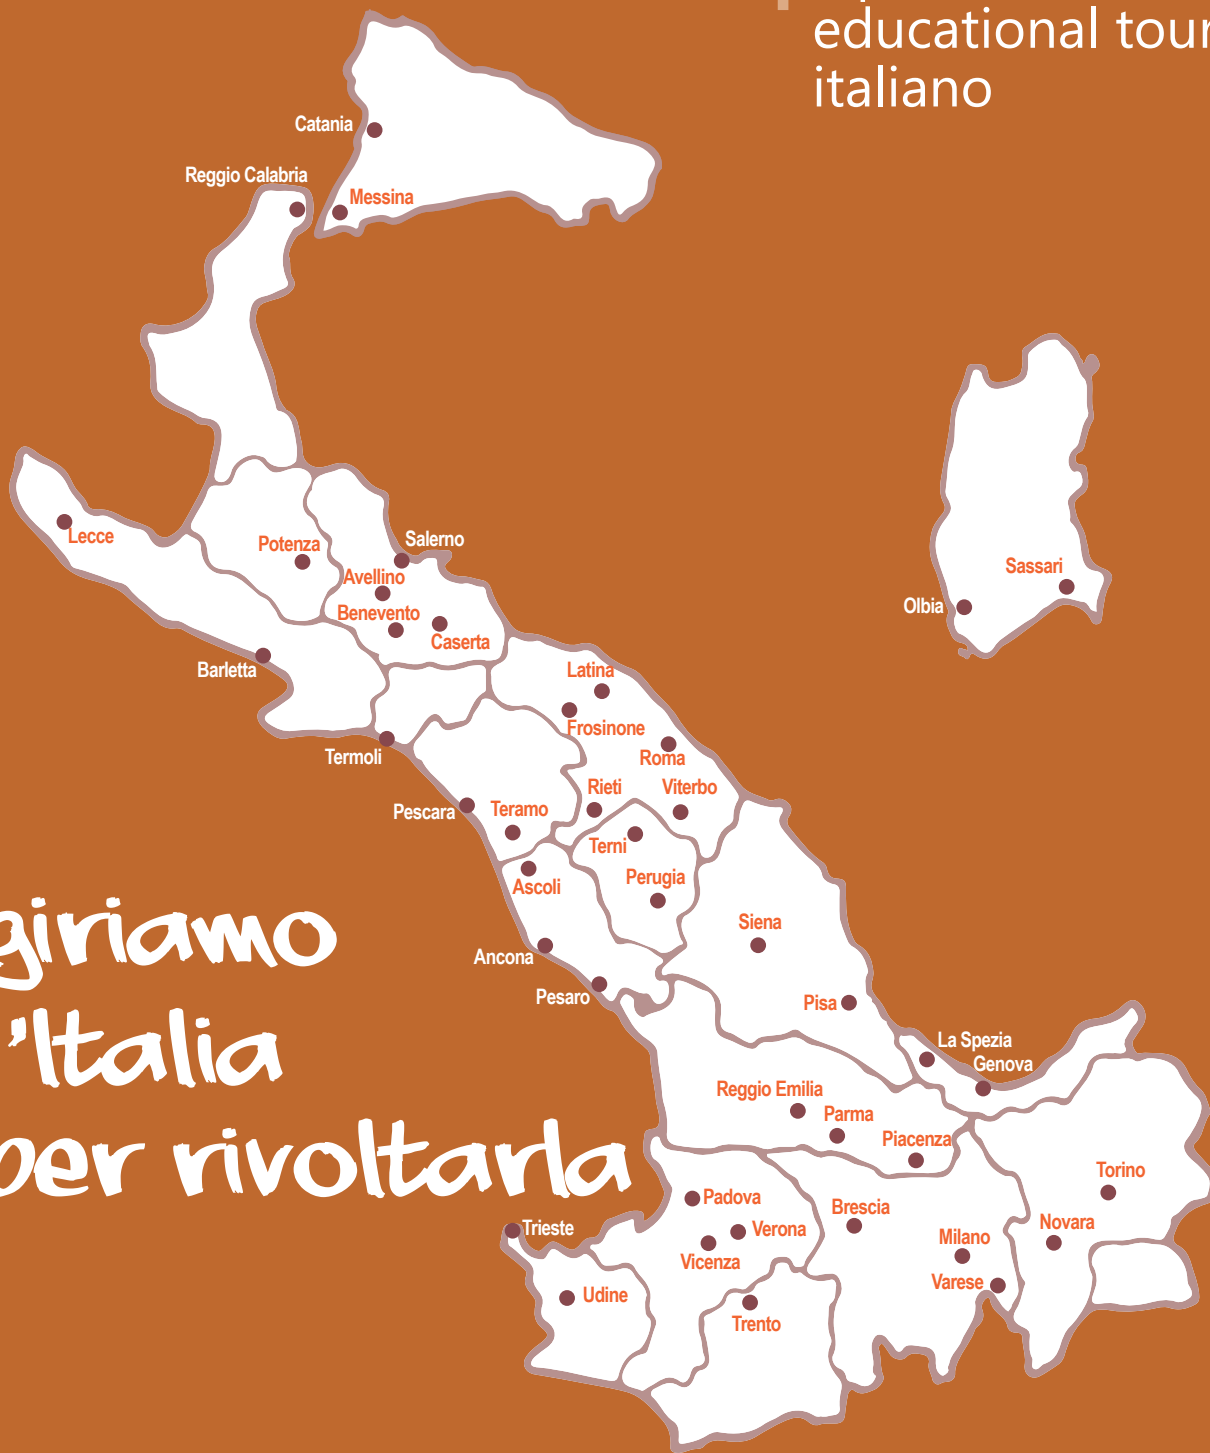 educational tour
italiano
Catania
Reggio Calabria
Messina
Lecce
Potenza
Salerno
Avellino
Benevento
Caserta
Sassari
Olbia
Barletta
Latina
Frosinone
Termoli
Roma
Rieti
Viterbo
Pescara
Teramo
Terni
Ascoli
Perugia
Siena
Ancona
Pesaro
Pisa
La Spezia
Genova
Reggio Emilia
Parma
Piacenza
Torino
Padova
Brescia
Novara
Trieste
Verona
Milano
Vicenza
Varese
Udine
Trento
giriamo
l'Italia
per rivoltarla